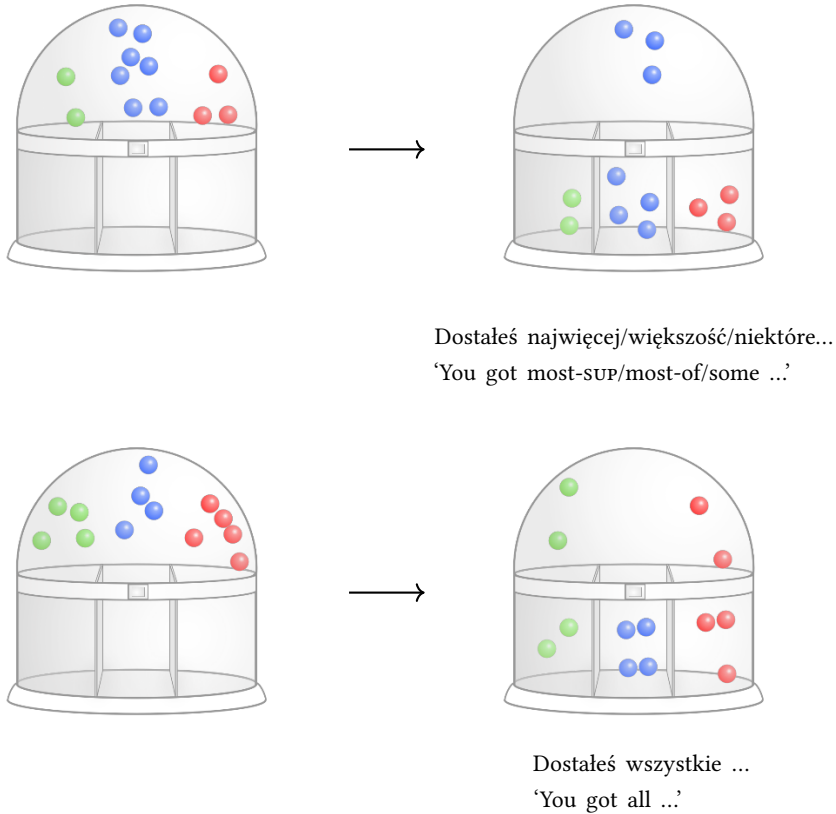 Dostałeś najwięcej/większość/niektóre…
‘You got most-SUP/most-of/some …’
Dostałeś wszystkie …
‘You got all …’